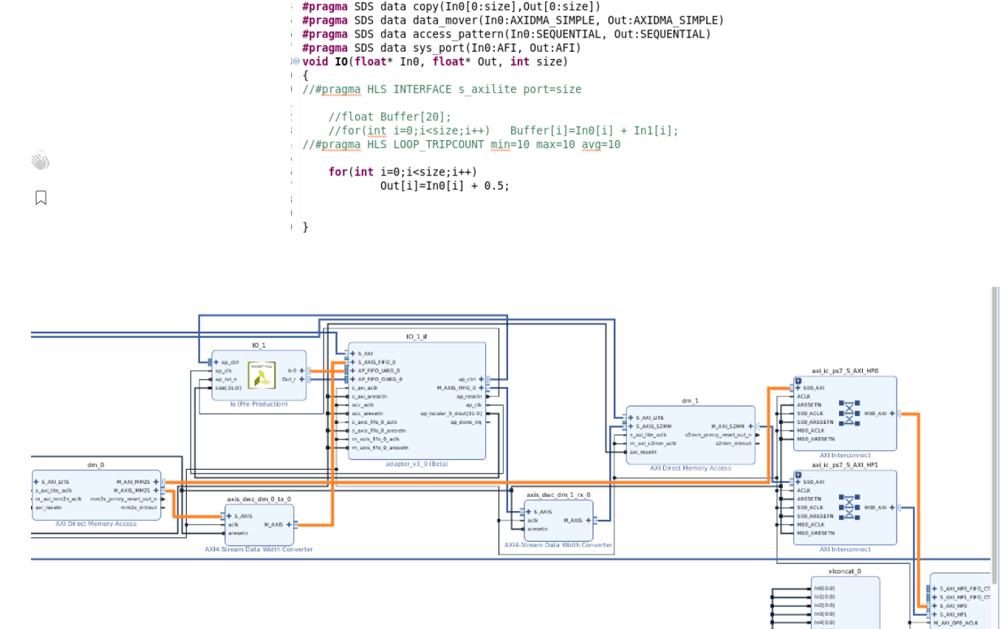 #pragma SDS data copy(In0[0:size],Out[0:size])
#pragma SDS data data_mover(In0:AXIDMA_SIMPLE, Out:AXIDMA_SIMPLE)
#pragma SDS data access_pattern(In0:SEQUENTIAL, Out:SEQUENTIAL)
#pragma SDS data sys_port(In0:AFI, Out:AFI)
void IO(float* In0, float* Out, int size)
{
//#pragma HLS INTERFACE s_axilite port=size
//float Buffer[20];
//for(int i=0;i<size;i++)   Buffer[i]=In0[i] + In1[i];
//#pragma HLS LOOP_TRIPCOUNT min=10 max=10 avg=10
for(int i=0;i<size;i++)
Out[i]=In0[i] + 0.5;
}
IO_1
ap_ctrl
ap_clk
ap_rst_n
size[31:0]
In0
Out_r
Io (Pre-Production)
IO_1_if
S_AXI
S_AXIS_FIFO_0
AP_FIFO_IARG_0
AP_FIFO_OARG_0
s_axi_aclk
s_axi_aresetn
acc_aclk
acc_aresetn
s_axis_fifo_0_aclk
s_axis_fifo_0_aresetn
m_axis_fifo_0_aclk
m_axis_fifo_0_aresetn
ap_ctrl
M_AXIS_FIFO_0
ap_resetn
ap_clk
ap_iscalar_0_dout[31:0]
ap_done_irq
adapter_v3_0 (Beta)
dm_1
S_AXI_LITE
S_AXIS_S2MM
s_axi_lite_aclk
m_axi_s2mm_aclk
axi_resetn
M_AXI_S2MM
s2mm_prmry_reset_out_n
s2mm_introut
AXI Direct Memory Access
axi_ic_ps7_S_AXI_HP0
S00_AXI
ACLK
ARESETN
S00_ACLK
S00_ARESETN
M00_ACLK
M00_ARESETN
M00_AXI
AXI Interconnect
axi_ic_ps7_S_AXI_HP1
S00_AXI
ACLK
ARESETN
S00_ACLK
S00_ARESETN
M00_ACLK
M00_ARESETN
M00_AXI
AXI Interconnect
dm_0
S_AXI_LITE
s_axi_lite_aclk
m_axi_mm2s_aclk
axi_resetn
M_AXI_MM2S
M_AXIS_MM2S
mm2s_prmry_reset_out_n
mm2s_introut
AXI Direct Memory Access
axis_dwc_dm_0_tx_0
S_AXIS
aclk
aresetn
M_AXIS
AXI4-Stream Data Width Converter
axis_dwc_dm_1_rx_0
S_AXIS
aclk
aresetn
M_AXIS
AXI4-Stream Data Width Converter
xlconcat_0
In0[0:0]
In1[0:0]
In2[0:0]
In3[0:0]
In4[0:0]
S_AXI_HP0_FIFO_CT
S_AXI_HP1_FIFO_CT
S_AXI_HP0
S_AXI_HP1
M_AXI_GP0_ACLK